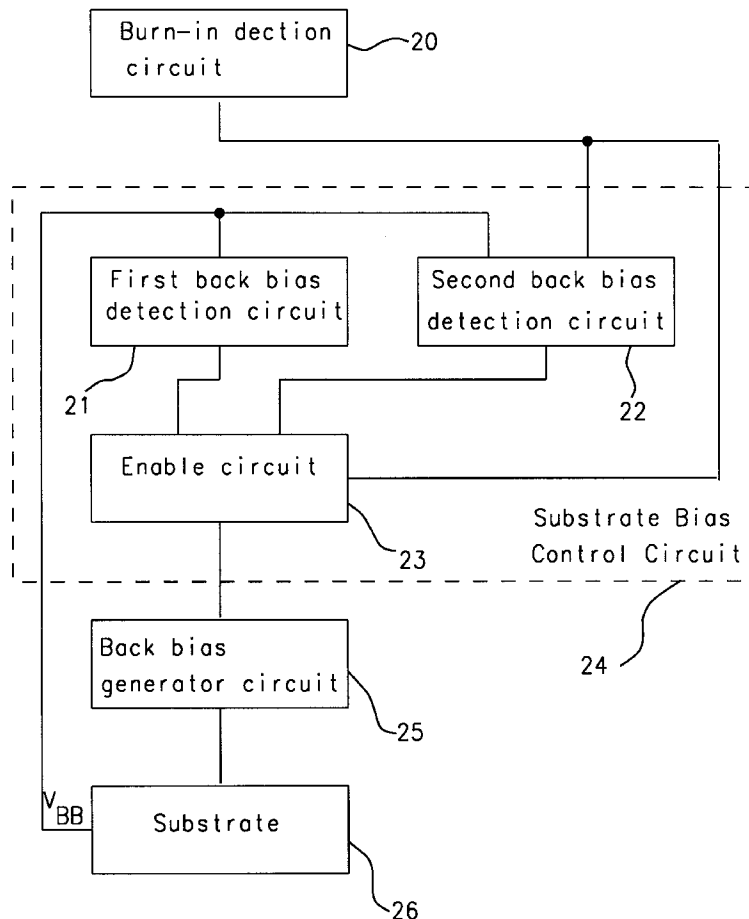 Burn-in dection
circuit
20
First back bias
detection circuit
Second back bias
detection circuit
21
22
Enable circuit
23
Substrate Bias
Control Circuit
24
Back bias
generator circuit
25
VBB
Substrate
26